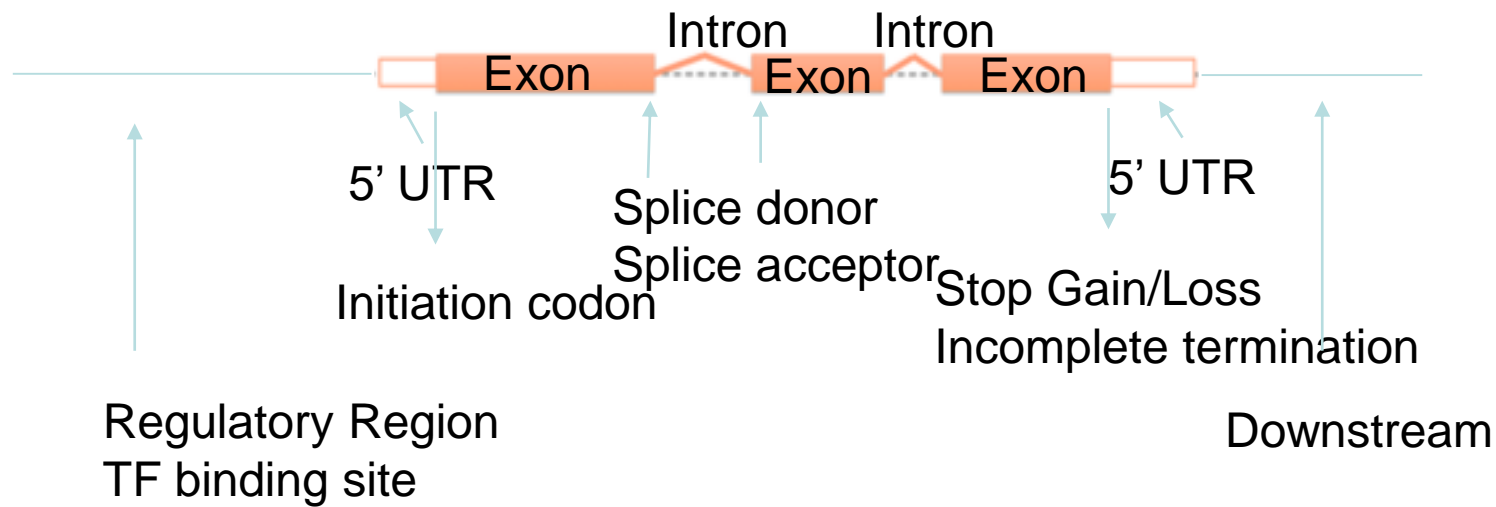 Intron
Intron
Exon
Exon
Exon
5’ UTR
5’ UTR
Splice donor
Splice acceptor
Initiation codon
Stop Gain/Loss
Incomplete termination
Regulatory Region
TF binding site
Downstream